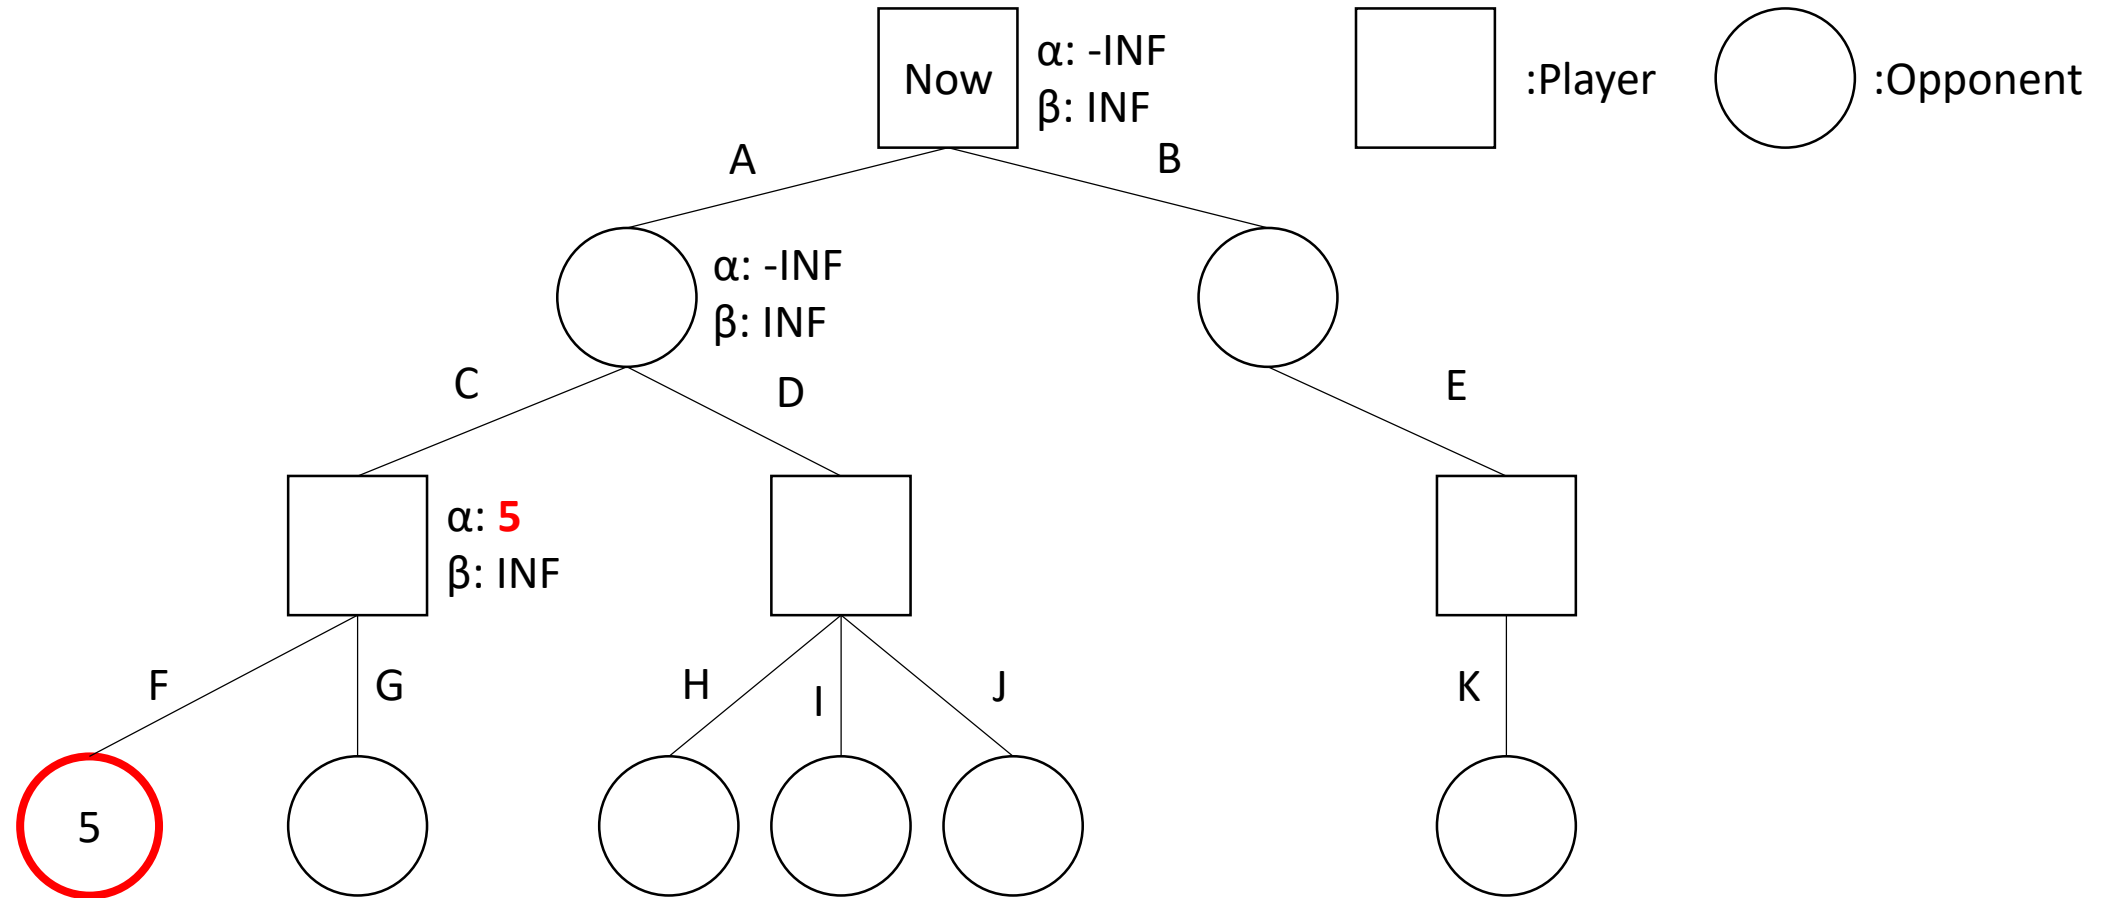 Now
α: -INF
β: INF
:Player
:Opponent
A
B
α: -INF
β: INF
C
D
E
α: 5
β: INF
F
G
H
I
J
K
5